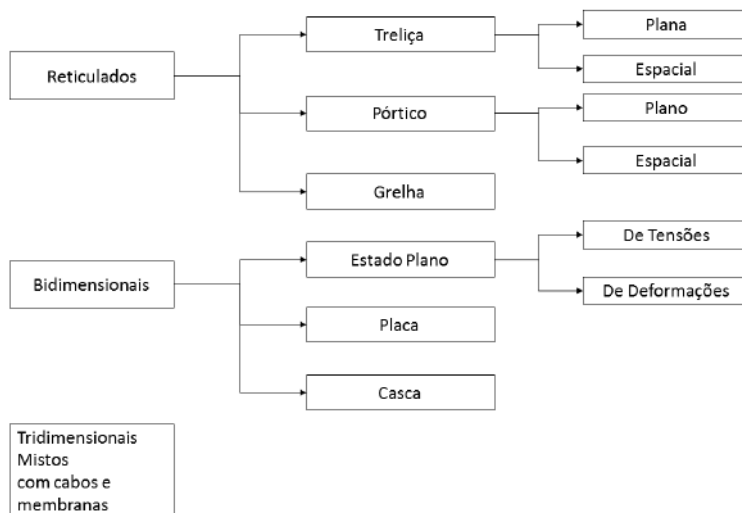 Reticulados
Treliça
Plana
Espacial
Pórtico
Plano
Espacial
Grelha
Bidimensionais
Estado Plano
De Tensões
De Deformações
Placa
Casca
Tridimensionais
Mistos
com cabos e
membranas